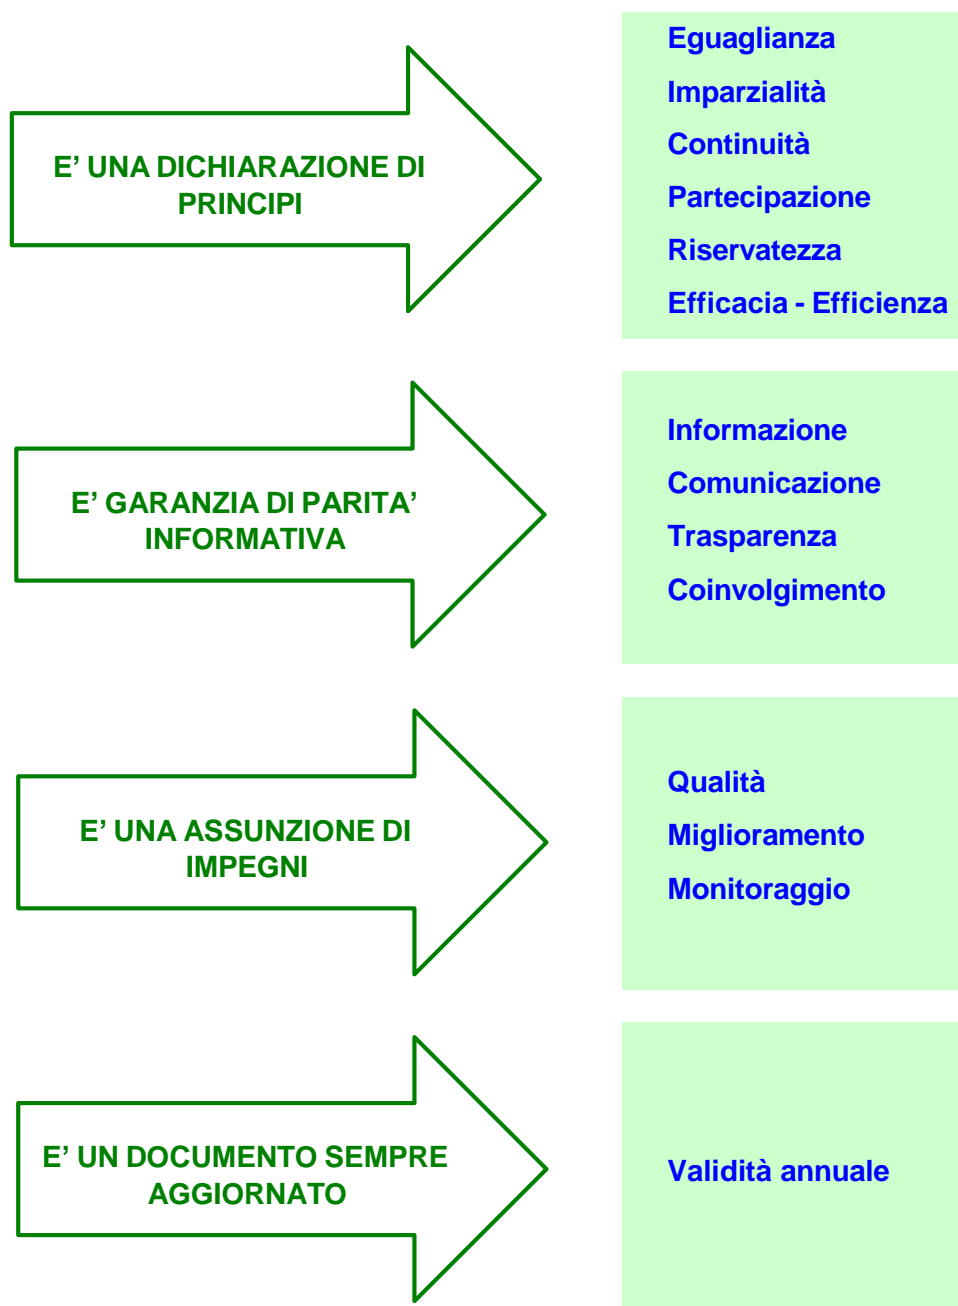 E’ UNA DICHIARAZIONE DI
PRINCIPI
Eguaglianza
Imparzialità
Continuità
Partecipazione
Riservatezza
Efficacia - Efficienza
E’ GARANZIA DI PARITA’
INFORMATIVA
Informazione
Comunicazione
Trasparenza
Coinvolgimento
E’ UNA ASSUNZIONE DI
IMPEGNI
Qualità
Miglioramento
Monitoraggio
E’ UN DOCUMENTO SEMPRE
AGGIORNATO
Validità annuale